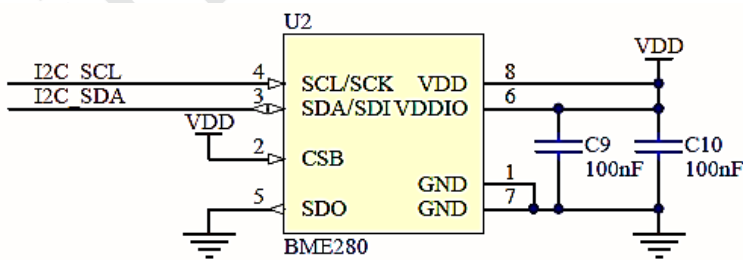 U2
VDD
I2C_SCL 4 SCL/SCK VDD 8
I2C_SDA 3 SDA/SDI VDDIO 6
VDD
2 CSB
C9 C10
100nF 100nF
GND 1
5 SDO GND 7
BME280